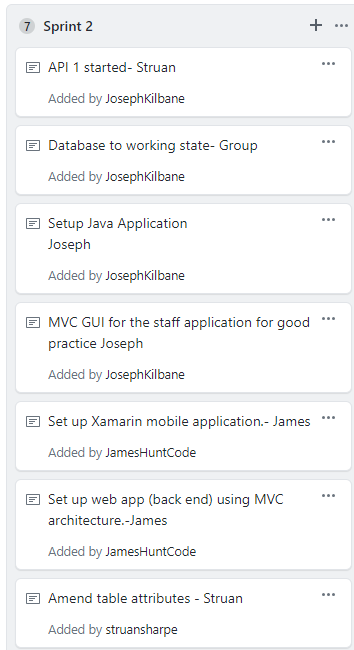 7 Sprint 2
API 1 started- Struan
Added by JosephKilbane
Database to working state- Group
Added by JosephKilbane
Setup Java Application
Joseph
Added by JosephKilbane
MVC GUI for the staff application for good
practice Joseph
Added by JosephKilbane
Set up Xamarin mobile application.- James
Added by JamesHuntCode
Set up web app (back end) using MVC
architecture.-James
Added by JamesHuntCode
Amend table attributes - Struan
Added by struansharpe